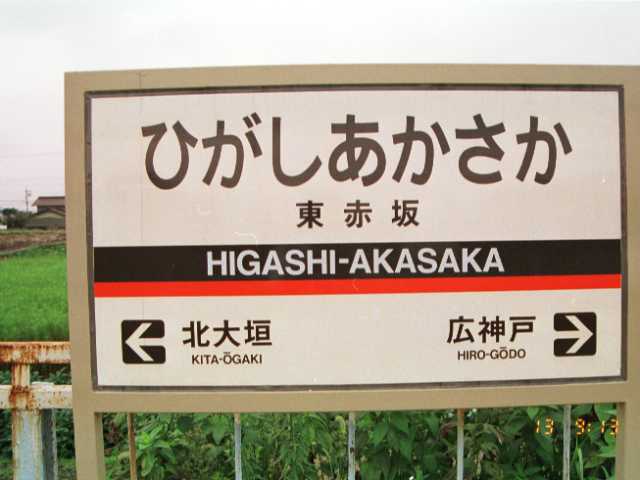 ひがしあかさか
東赤坂
HIGASHI-AKASAKA
北大垣
KITA-ŌGAKI
広神戸
HIRO-GŌDO
13 9:13